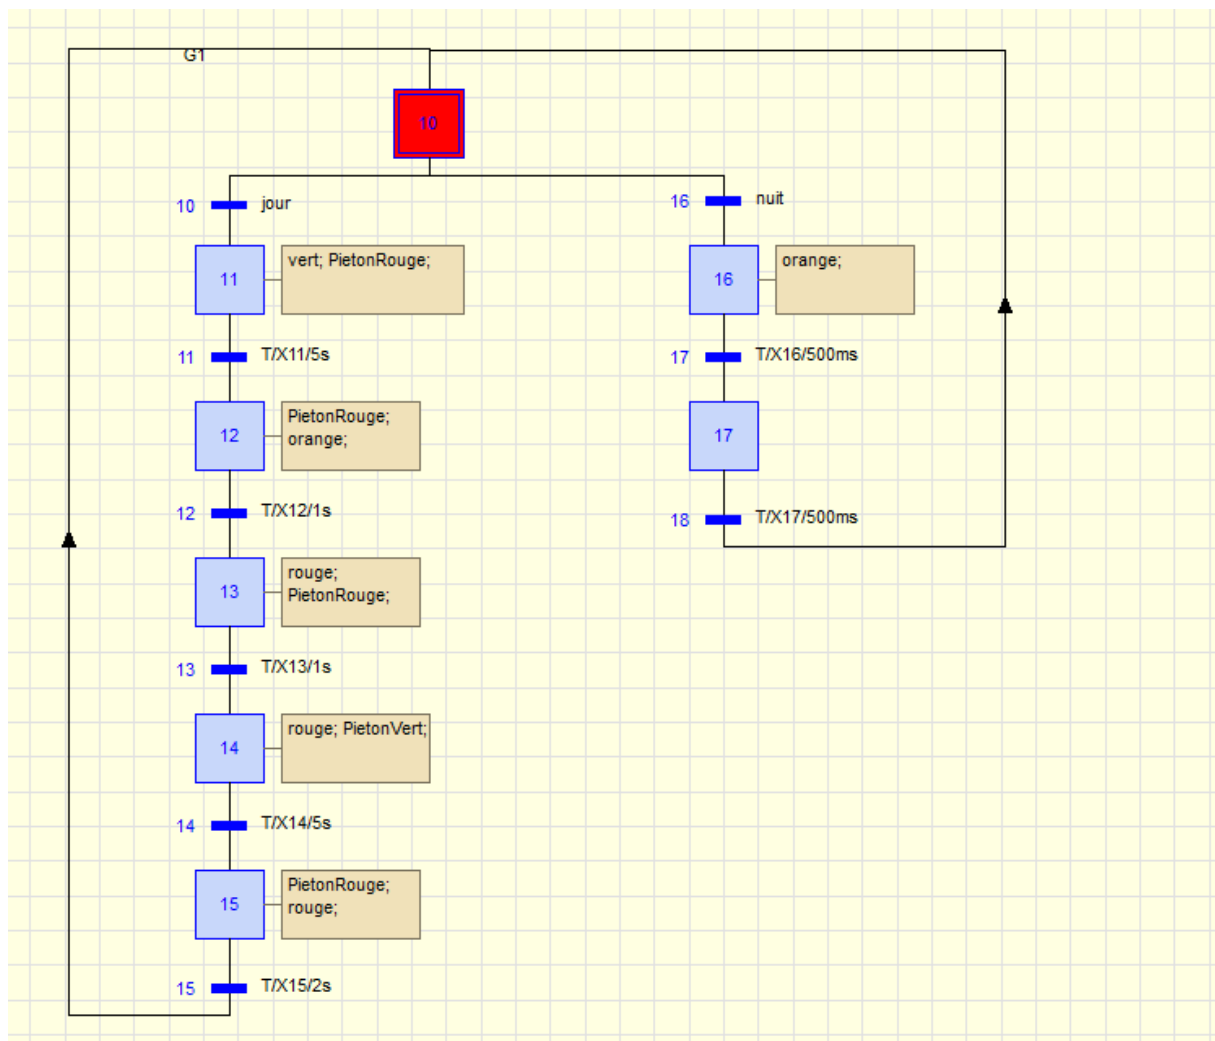 G1
10
10 jour
16 nuit
11
vert; PietonRouge;
16
orange;
11 T/X11/5s
17 T/X16/500ms
12
PietonRouge;
orange;
17
12 T/X12/1s
18 T/X17/500ms
13
rouge;
PietonRouge;
13 T/X13/1s
14
rouge; PietonVert;
14 T/X14/5s
15
PietonRouge;
rouge;
15 T/X15/2s